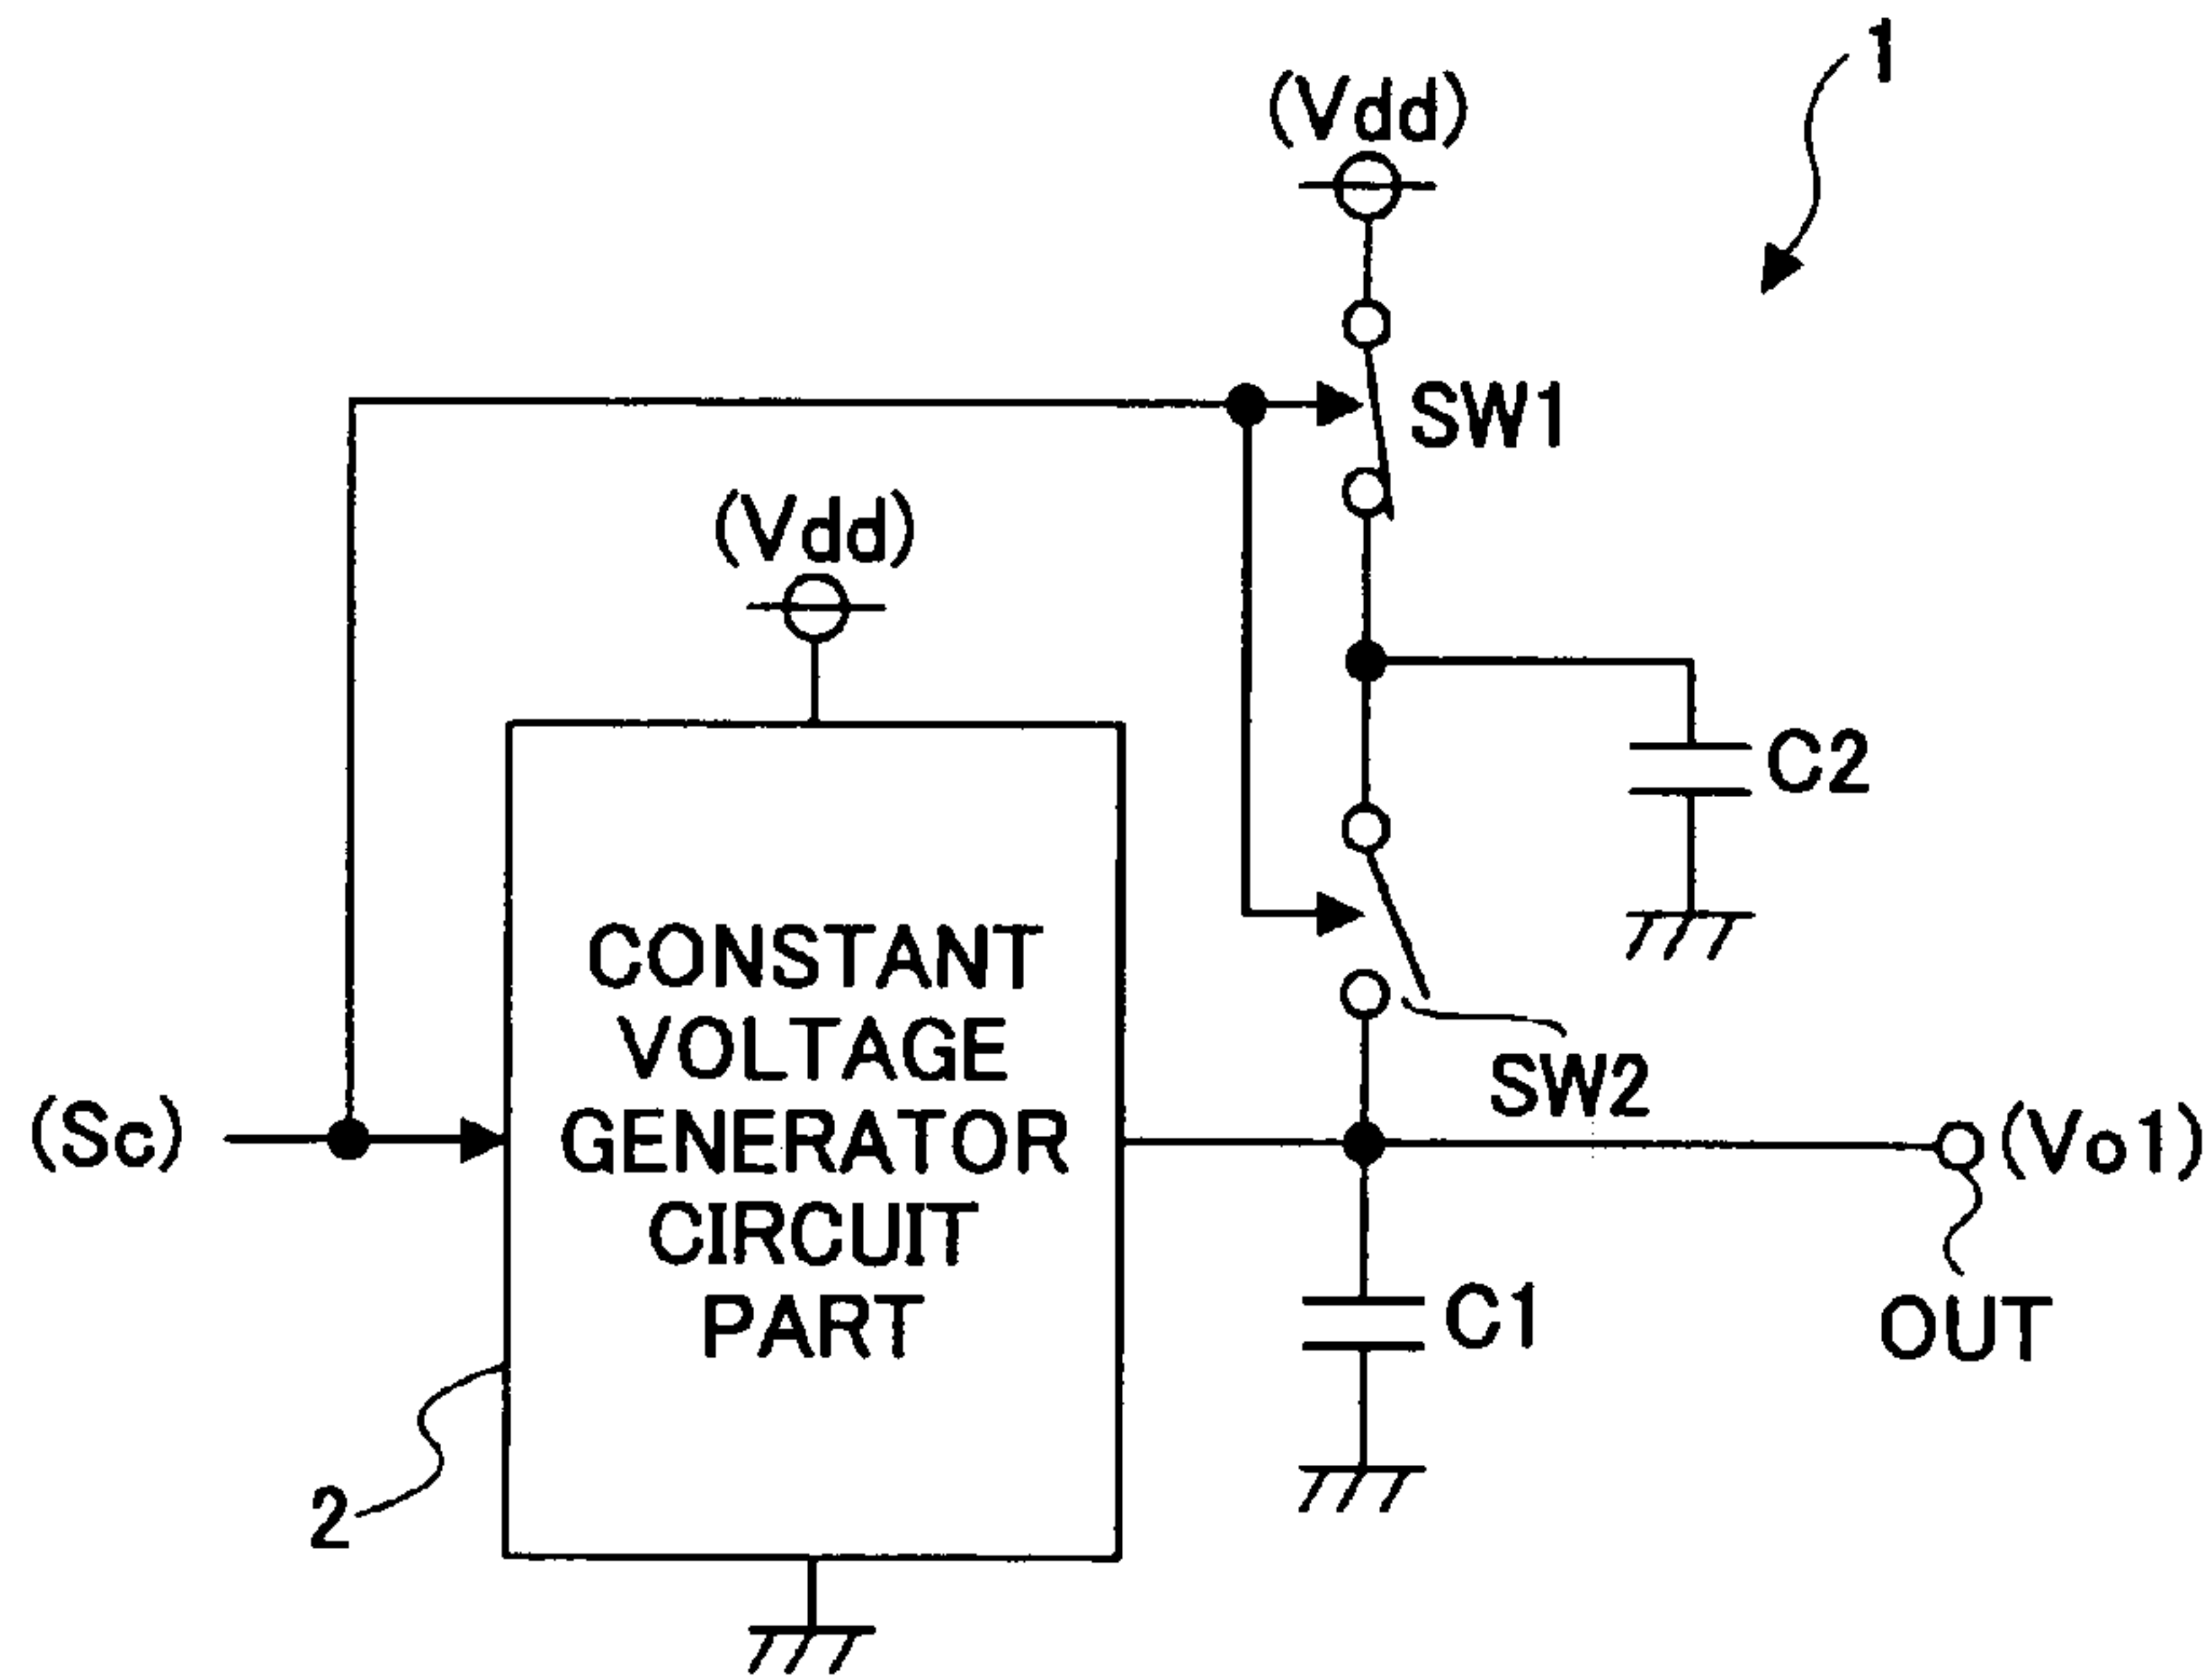 1
(Vdd)
SW1
(Vdd)
C2
CONSTANT
VOLTAGE
GENERATOR
CIRCUIT
PART
SW2
(Sc)
(Vo1)
C1
OUT
2